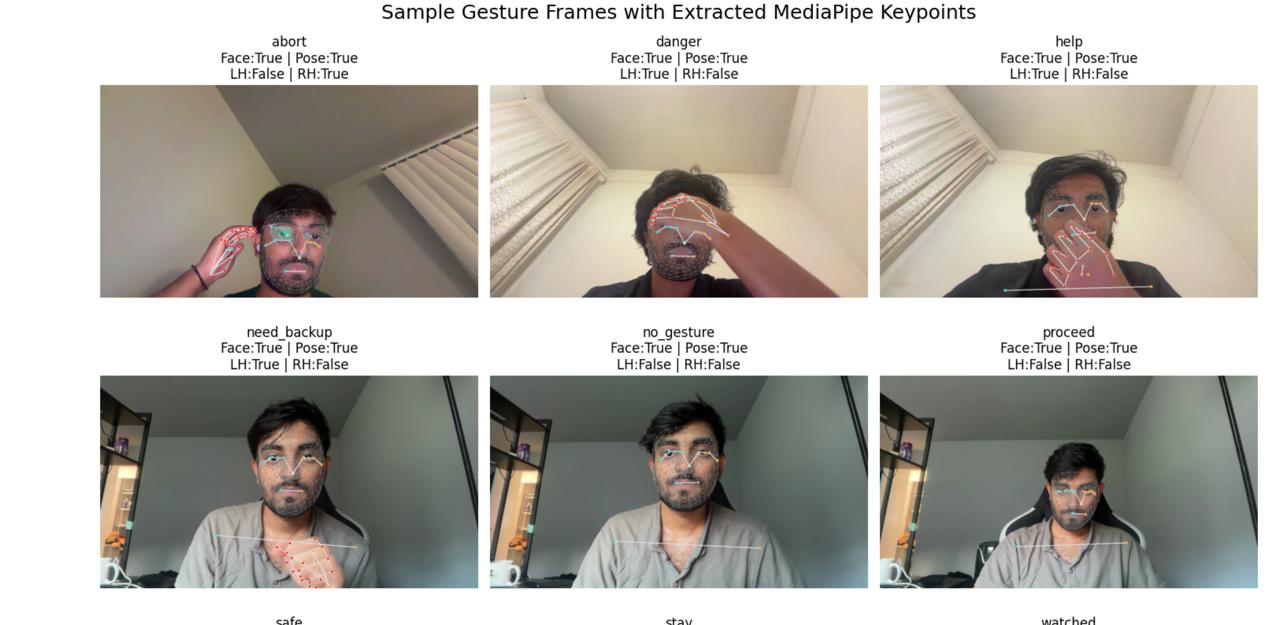 Sample Gesture Frames with Extracted MediaPipe Keypoints
abort
Face:True | Pose:True
LH:False | RH:True
danger
Face:True | Pose:True
LH:True | RH:False
help
Face:True | Pose:True
LH:True | RH:False
need_backup
Face:True | Pose:True
LH:True | RH:False
no_gesture
Face:True | Pose:True
LH:False | RH:False
proceed
Face:True | Pose:True
LH:False | RH:False
safe
stay
watched